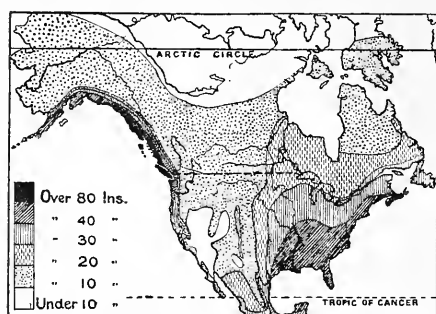 ARCTIC CIRCLE
Over 80 Ins.
" 40 "
" 30 "
" 20 "
" 10 "
Under 10 "
TROPIC OF CANCER